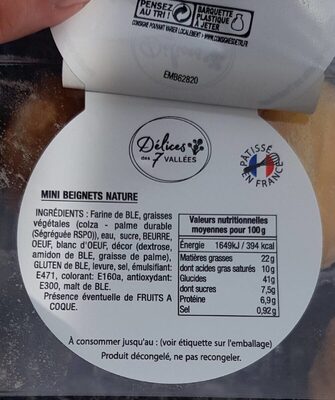 PENSEZ
AU TRI !
BARQUETTE
PLASTIQUE
À JETER
CONSIGNE POUVANT VARIER LOCALEMENT > WWW.CONSIGNESDETRI.FR
EMB62820
Délices
des 7 VALLÉES
PÂTISSÉ
EN FRANCE
MINI BEIGNETS NATURE
INGRÉDIENTS : Farine de BLE, graisses
végétales (colza - palme durable
Ségréguée RSPO)), eau, sucre, BEURRE,
OEUF, blanc d'OEUF, décor (dextrose,
amidon de BLE, graisse de palme),
GLUTEN de BLE, levure, sel, émulsifiant:
E471, colorant: E160a, antioxydant:
E300, malt de BLE.
Présence éventuelle de FRUITS A
COQUE.
Valeurs nutritionnelles
moyennes pour 100g
Énergie 1649kJ / 394 kcal
Matières grasses 22g
dont acides gras saturés 10g
Glucides 41g
dont sucres 7,5g
Protéine 6,9g
Sel 0,92g
À consommer jusqu'au : (voir étiquette sur l'emballage)
Produit décongelé, ne pas recongeler.